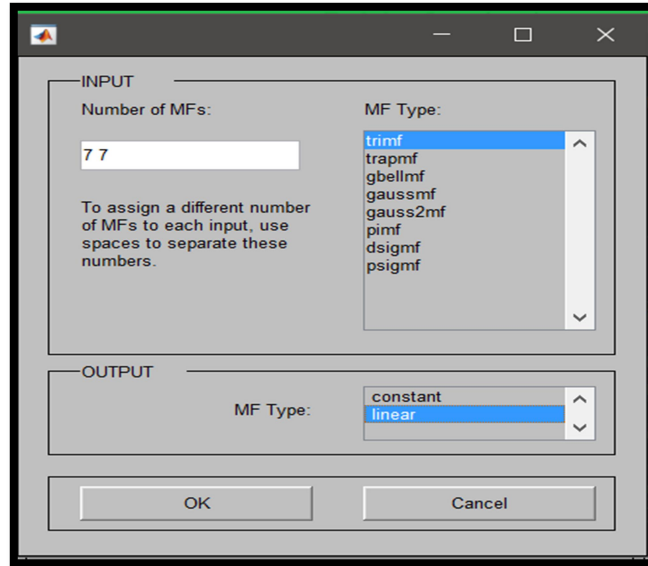 INPUT
Number of MFs:
MF Type:
7 7
To assign a different number
of MFs to each input, use
spaces to separate these
numbers.
trimf
trapmf
gbellmf
gaussmf
gauss2mf
pimf
dsigmf
psigmf
OUTPUT
MF Type:
constant
linear
OK
Cancel